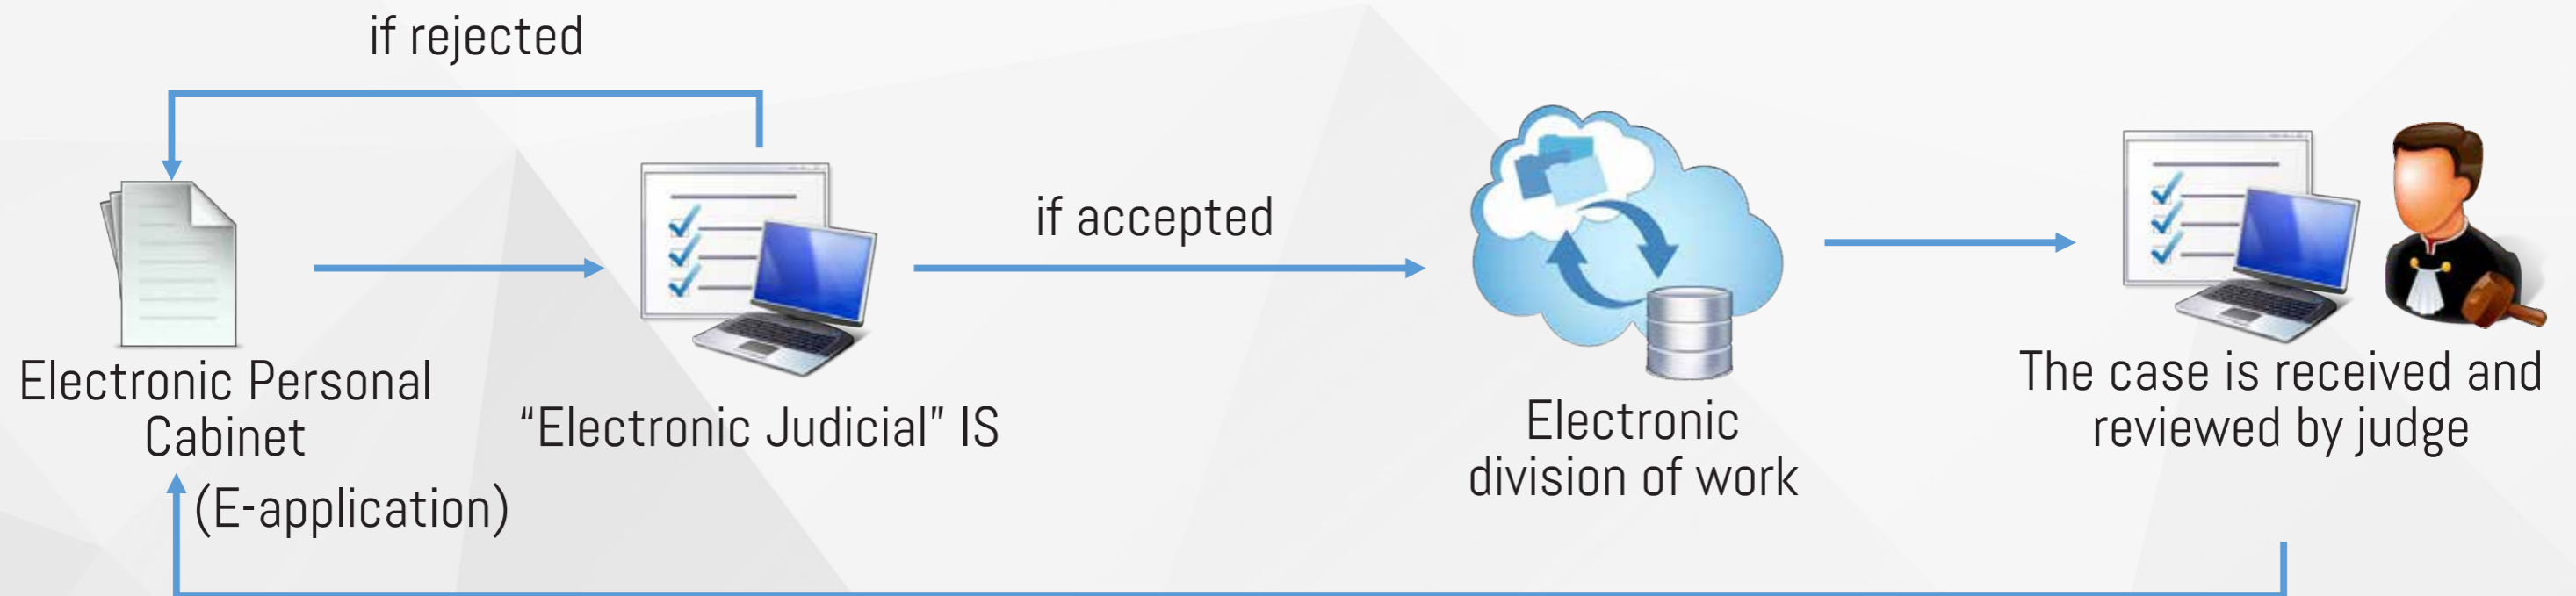 if rejected
if accepted
Electronic Personal
Cabinet
(E-application)
“Electronic Judicial” IS
Electronic
division of work
The case is received and
reviewed by judge